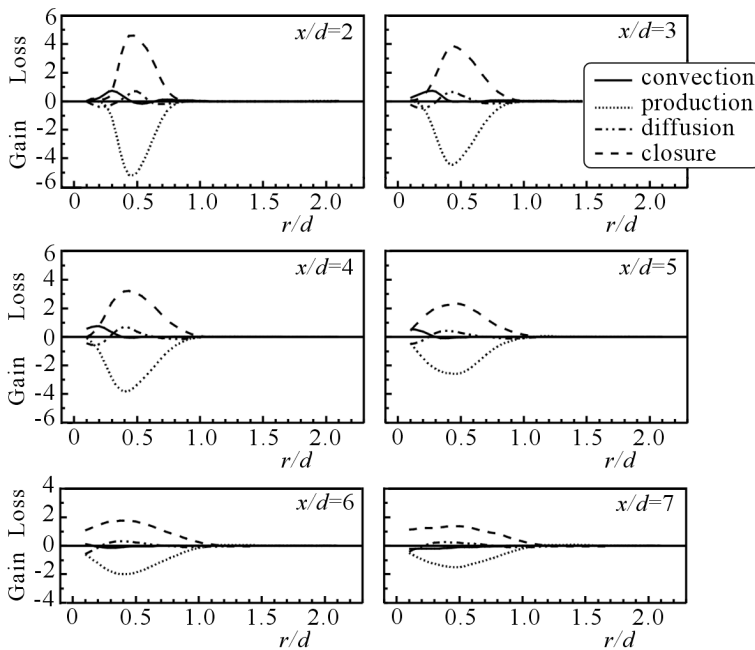 6
4
2
0
-2
-4
-6
Loss
Gain
x/d=2
0
0.5
1.0
1.5
2.0
r/d
x/d=3
0
0.5
1.0
1.5
2.0
r/d
convection
production
diffusion
closure
6
4
2
0
-2
-4
-6
Loss
Gain
x/d=4
0
0.5
1.0
1.5
2.0
r/d
x/d=5
0
0.5
1.0
1.5
2.0
r/d
4
2
0
-2
-4
Loss
Gain
x/d=6
0
0.5
1.0
1.5
2.0
r/d
x/d=7
0
0.5
1.0
1.5
2.0
r/d